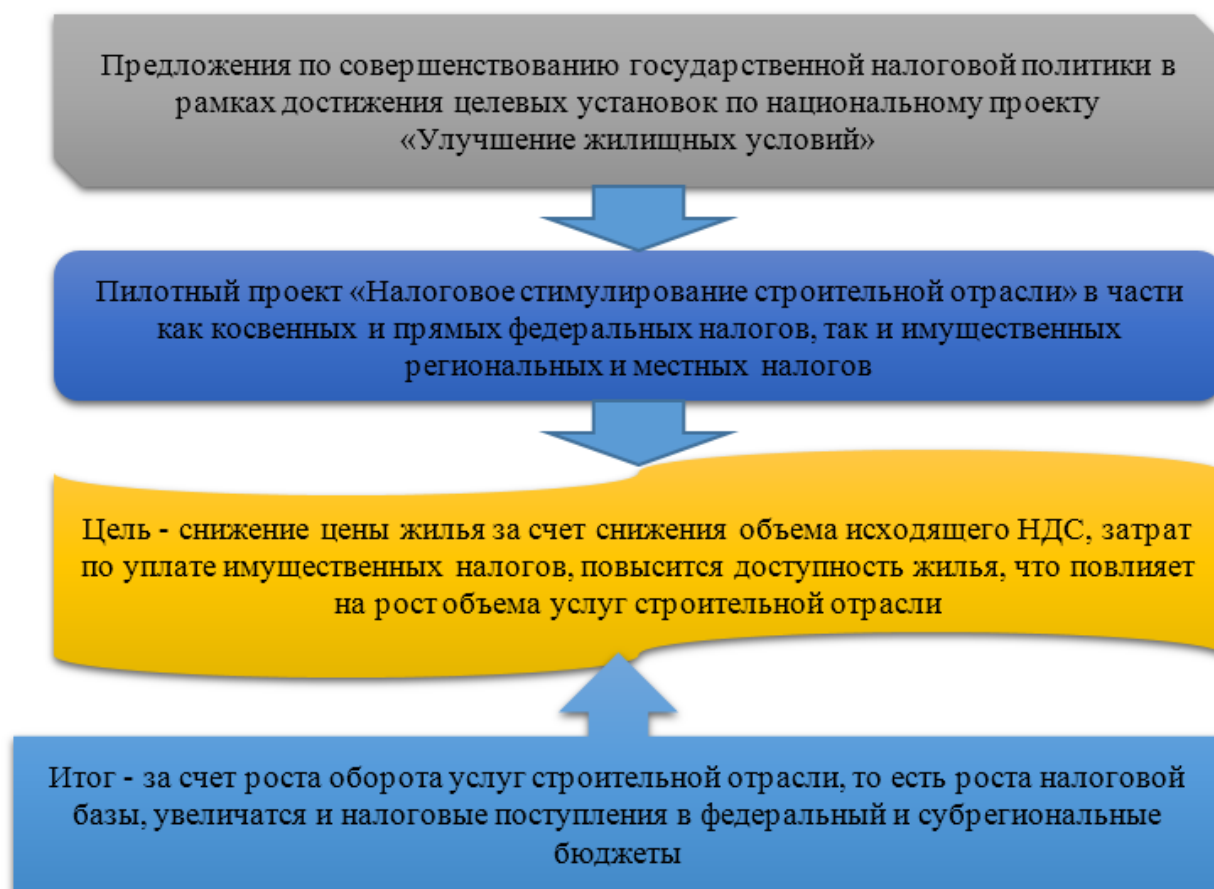 Предложения по совершенствованию государственной налоговой политики в
рамках достижения целевых установок по национальному проекту
«Улучшение жилищных условий»
Пилотный проект «Налоговое стимулирование строительной отрасли» в части
как косвенных и прямых федеральных налогов, так и имущественных
региональных и местных налогов
Цель - снижение цены жилья за счет снижения объема исходящего НДС, затрат
по уплате имущественных налогов, повысится доступность жилья, что повлияет
на рост объема услуг строительной отрасли
Итог - за счет роста оборота услуг строительной отрасли, то есть роста налоговой
базы, увеличатся и налоговые поступления в федеральный и субрегиональные
бюджеты